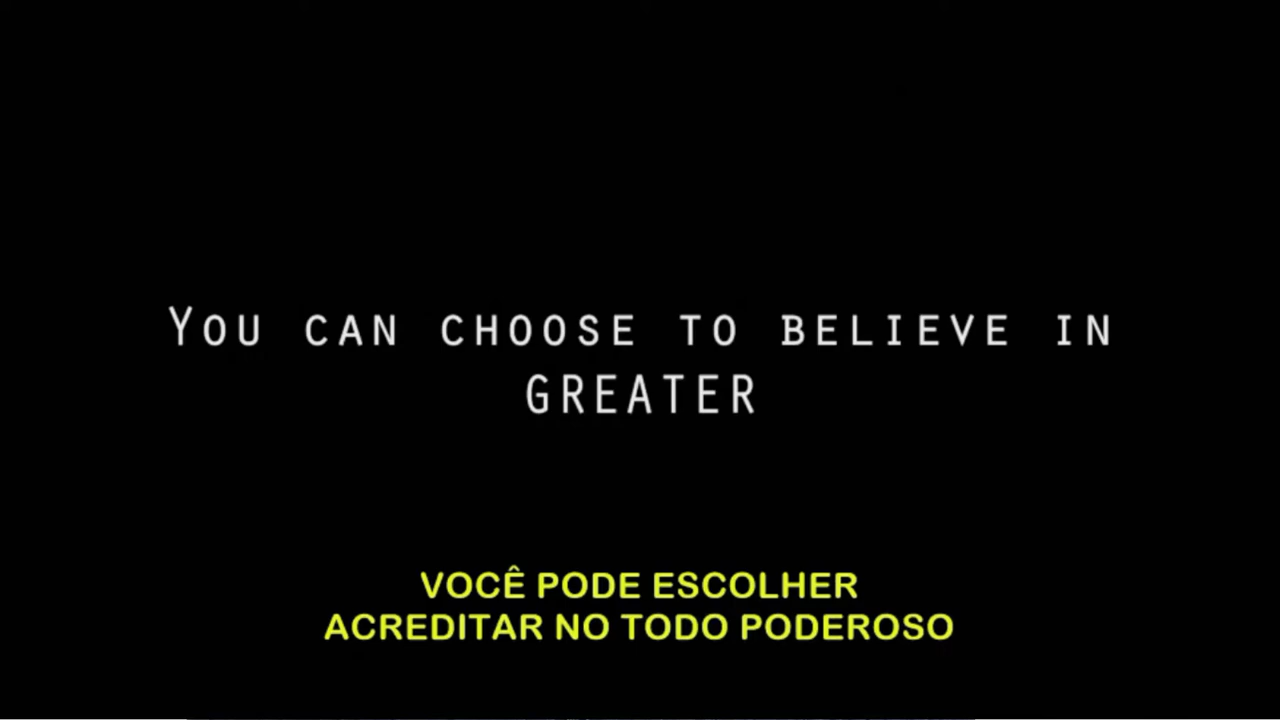 You can choose to believe in
GREATER
VOCÊ PODE ESCOLHER
ACREDITAR NO TODO PODEROSO